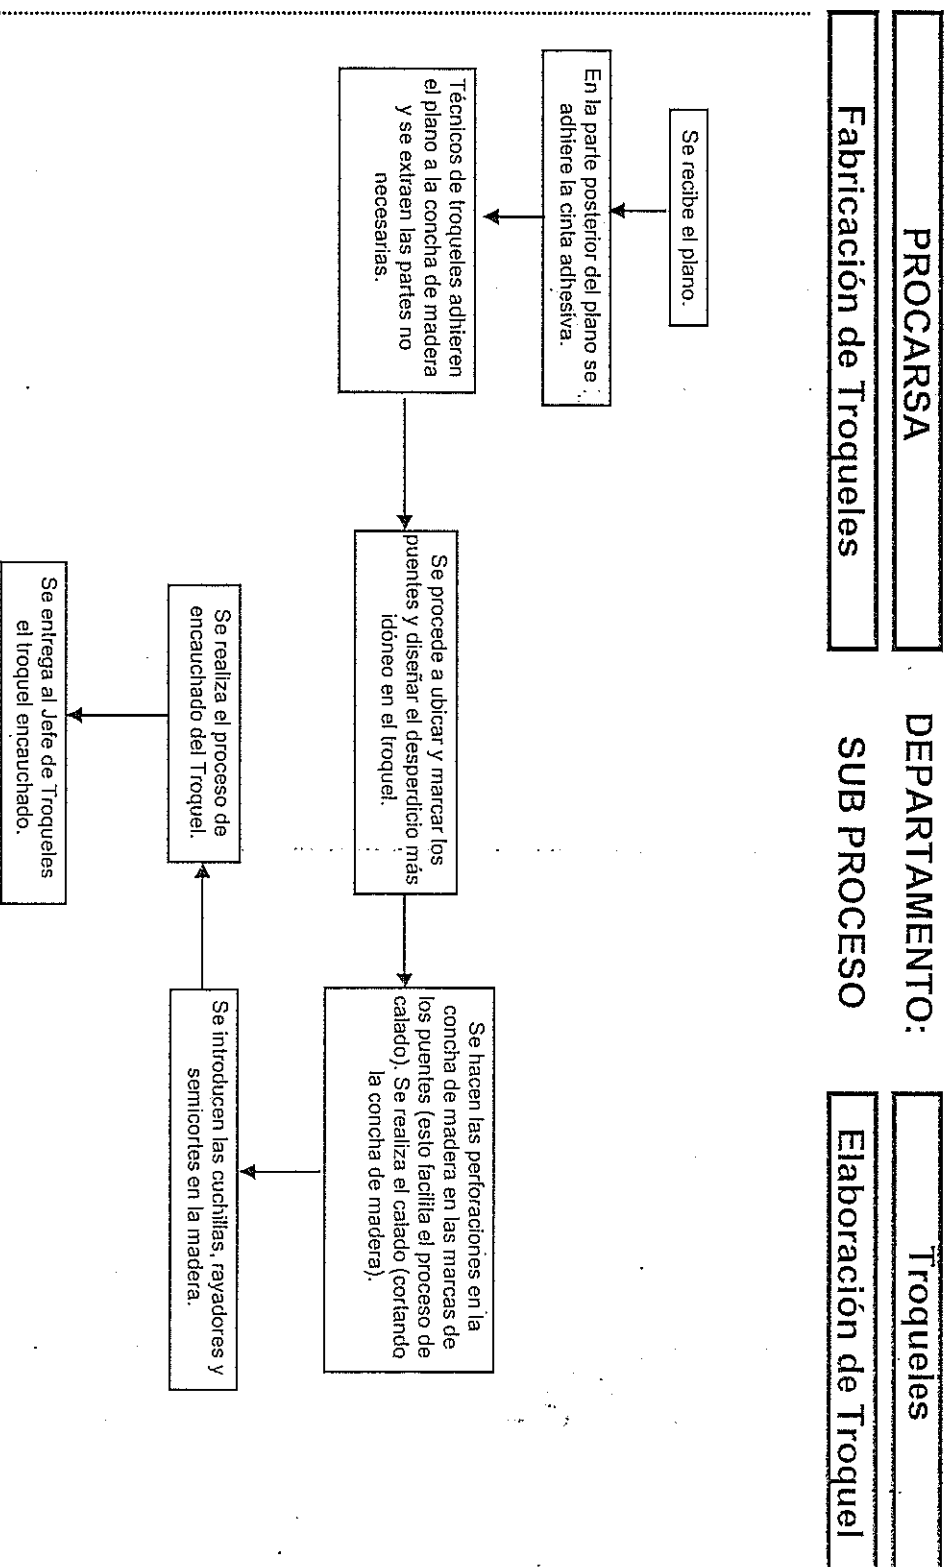 PROCARSA
DEPARTAMENTO:
Troqueles
Fabricación de Troqueles
SUB PROCESO
Elaboración de Troquel
Se recibe el plano.
En la parte posterior del plano se
adhiere la cinta adhesiva.
Técnicos de troqueles adhieren
el plano a la concha de madera
y se extraen las partes no
necesarias.
Se procede a ubicar y marcar los
puentes y diseñar el desperdicio más
idóneo en el troquel.
Se hacen las perforaciones en la
concha de madera en las marcas de
los puentes (esto facilita el proceso de
calado). Se realiza el calado (cortando
la concha de madera).
Se introducen las cuchillas, rayadores y
semicortes en la madera.
Se realiza el proceso de
encauchado del Troquel.
Se entrega al Jefe de Troqueles
el troquel encauchado.